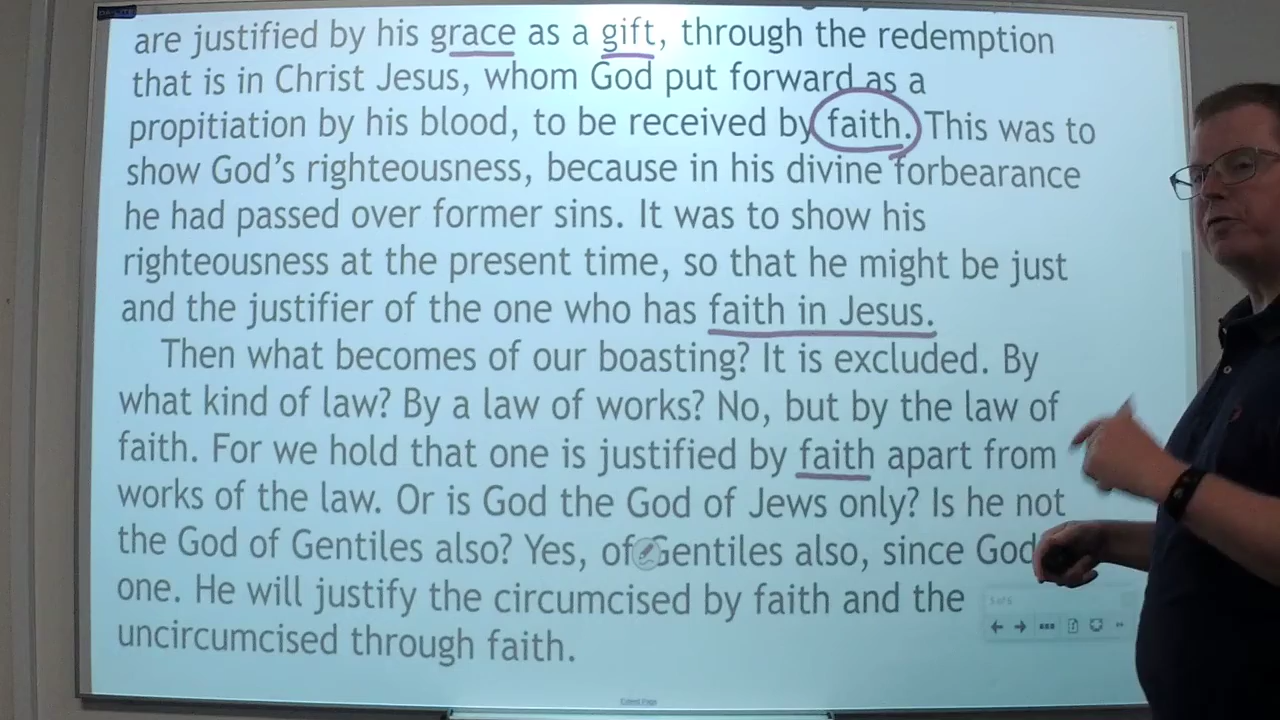 are justified by his grace as a gift, through the redemption
that is in Christ Jesus, whom God put forward as a
propitiation by his blood, to be received by faith. This was to
show God's righteousness, because in his divine forbearance
he had passed over former sins. It was to show his
righteousness at the present time, so that he might be just
and the justifier of the one who has faith in Jesus.
Then what becomes of our boasting? It is excluded. By
what kind of law? By a law of works? No, but by the law of
faith. For we hold that one is justified by faith apart from
works of the law. Or is God the God of Jews only? Is he not
the God of Gentiles also? Yes, of Gentiles also, since God
one. He will justify the circumcised by faith and the
uncircumcised through faith.
5 of 6
Extend Page